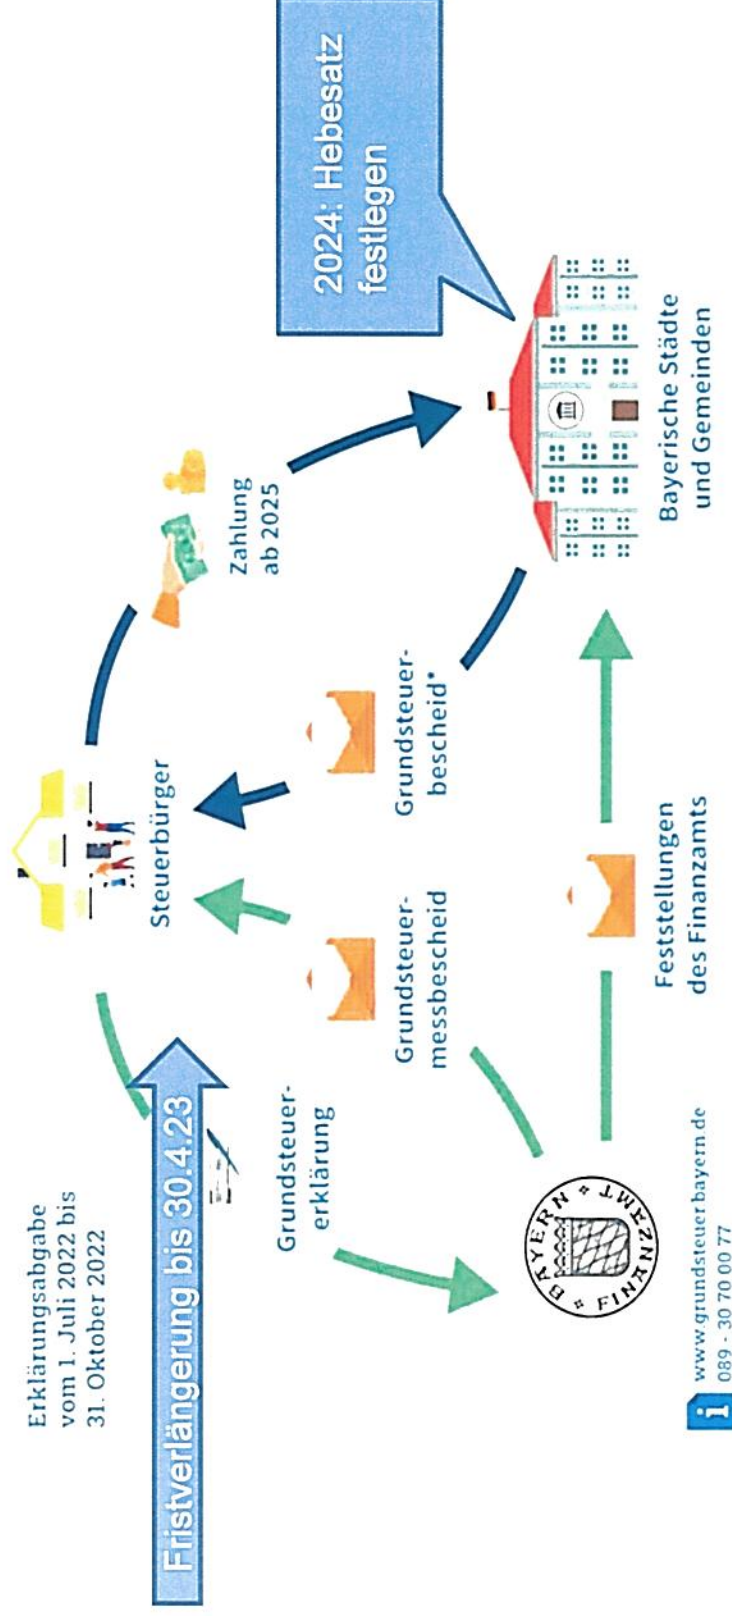 Erklärungsabgabe
vom 1. Juli 2022 bis
31. Oktober 2022
Fristverlängerung bis 30.4.23
Steuerbürger
Zahlung
ab 2025
2024: Hebesatz
festlegen
Grundsteuer-
erklärung
Grundsteuer-
messbescheid
Grundsteuer-
bescheid*
BAYERN
FINANZAMT
Feststellungen
des Finanzamts
Bayerische Städte
und Gemeinden
i
www.grundsteuer bayern.de
089 - 30 70 00 77